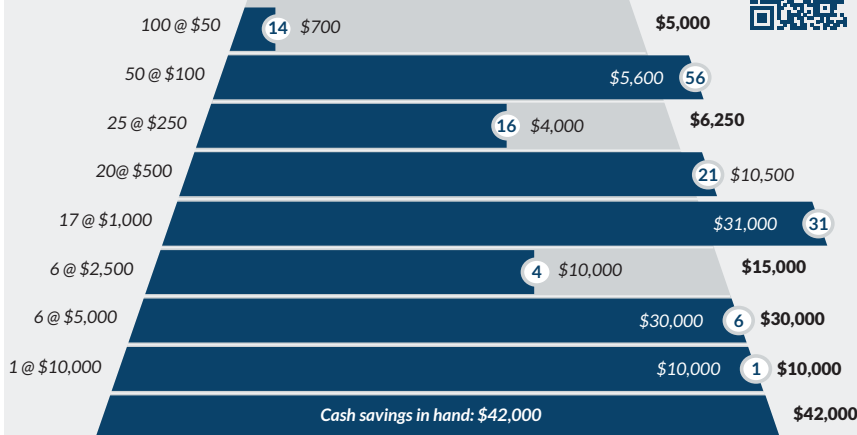 100 @ $50 14 $700 $5,000
50 @ $100 $5,600 56
25 @ $250 16 $4,000 $6,250
20@ $500 21 $10,500
17 @ $1,000 $31,000 31
6 @ $2,500 4 $10,000 $15,000
6 @ $5,000 $30,000 6 $30,000
1 @ $10,000 $10,000 1 $10,000
Cash savings in hand: $42,000 $42,000